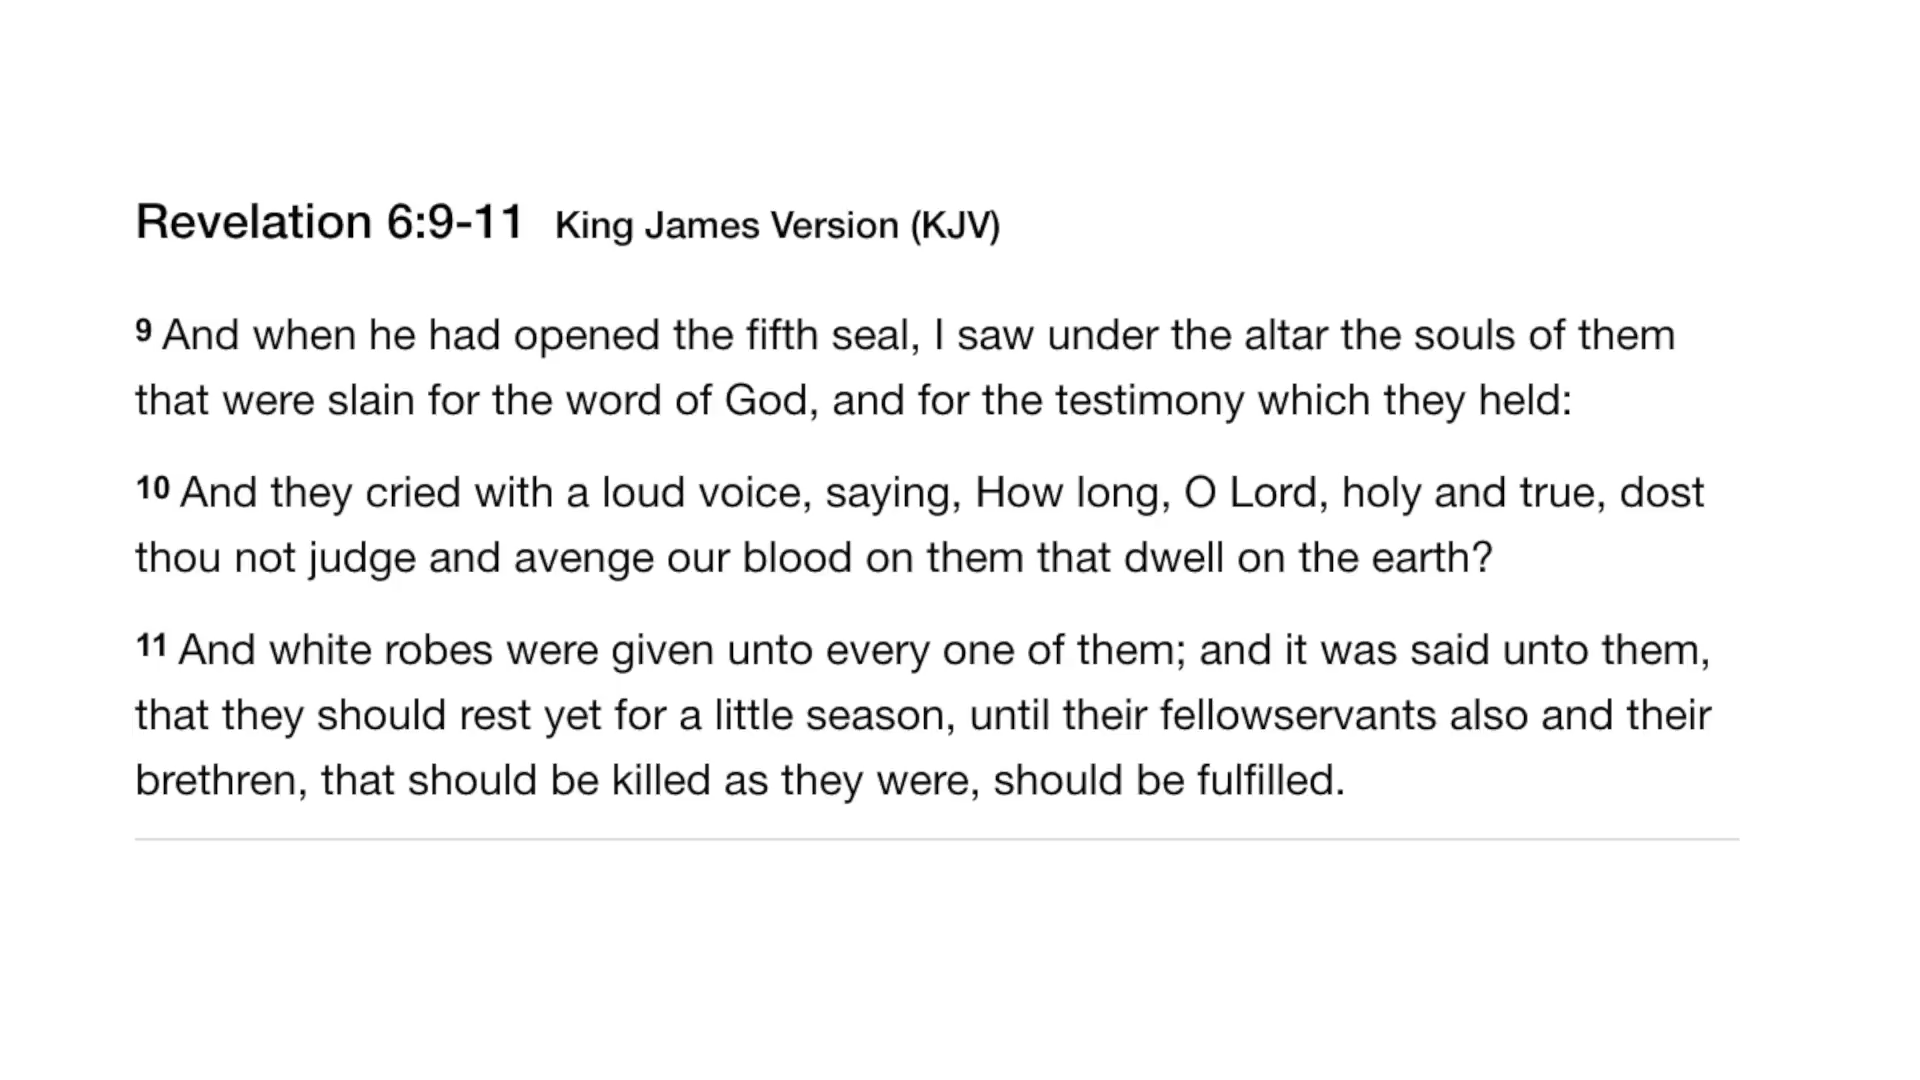 Revelation 6:9-11 King James Version (KJV)
9 And when he had opened the fifth seal, I saw under the altar the souls of them
that were slain for the word of God, and for the testimony which they held:
10 And they cried with a loud voice, saying, How long, O Lord, holy and true, dost
thou not judge and avenge our blood on them that dwell on the earth?
11 And white robes were given unto every one of them; and it was said unto them,
that they should rest yet for a little season, until their fellowservants also and their
brethren, that should be killed as they were, should be fulfilled.